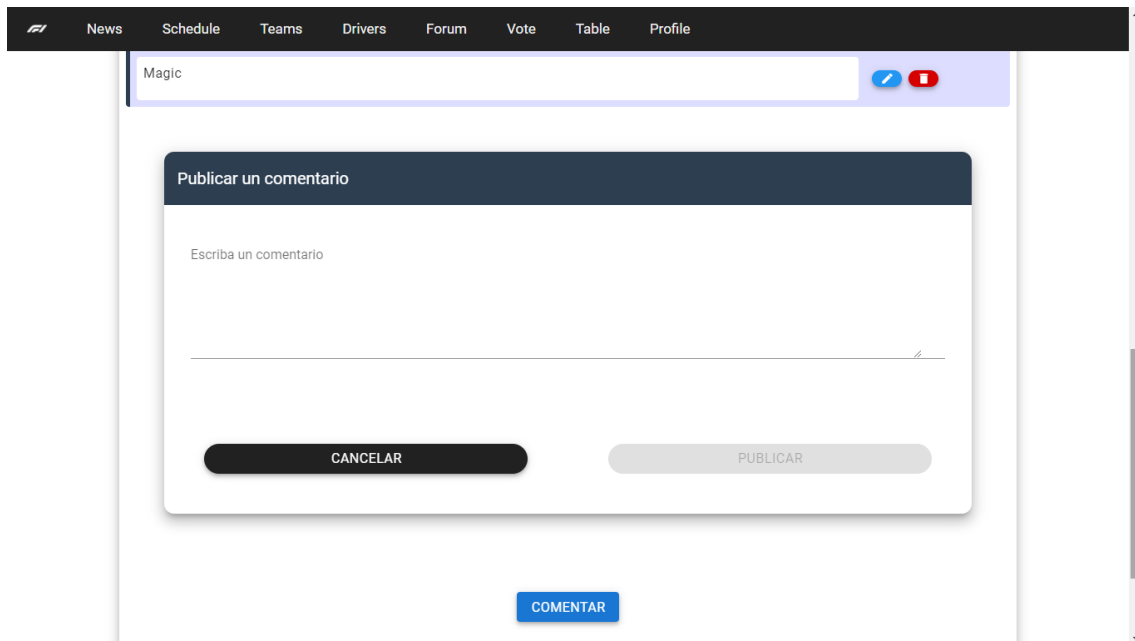 News Schedule Teams Drivers Forum Vote Table Profile
Magic
Publicar un comentario
Escriba un comentario
CANCELAR PUBLICAR
COMENTAR